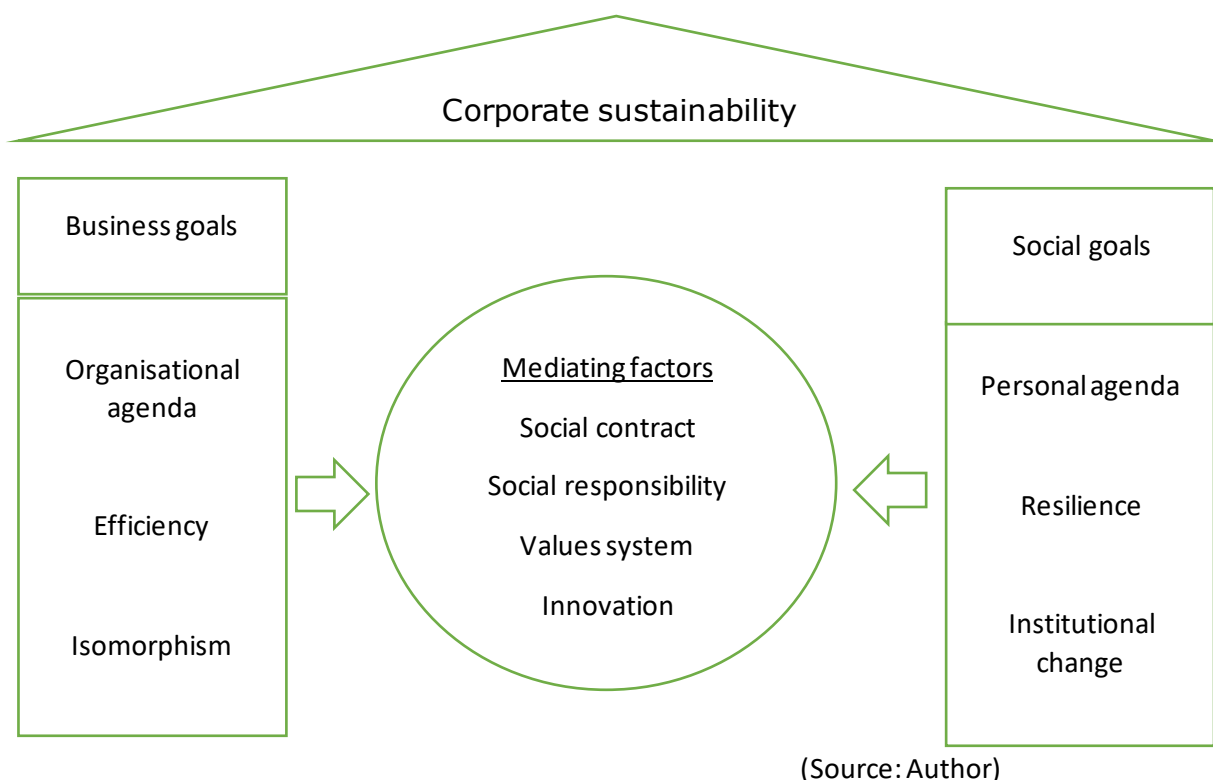 Corporate sustainability
Business goals
Organisational
agenda
Efficiency
Isomorphism
Mediating factors
Social contract
Social responsibility
Values system
Innovation
Social goals
Personal agenda
Resilience
Institutional
change
(Source: Author)